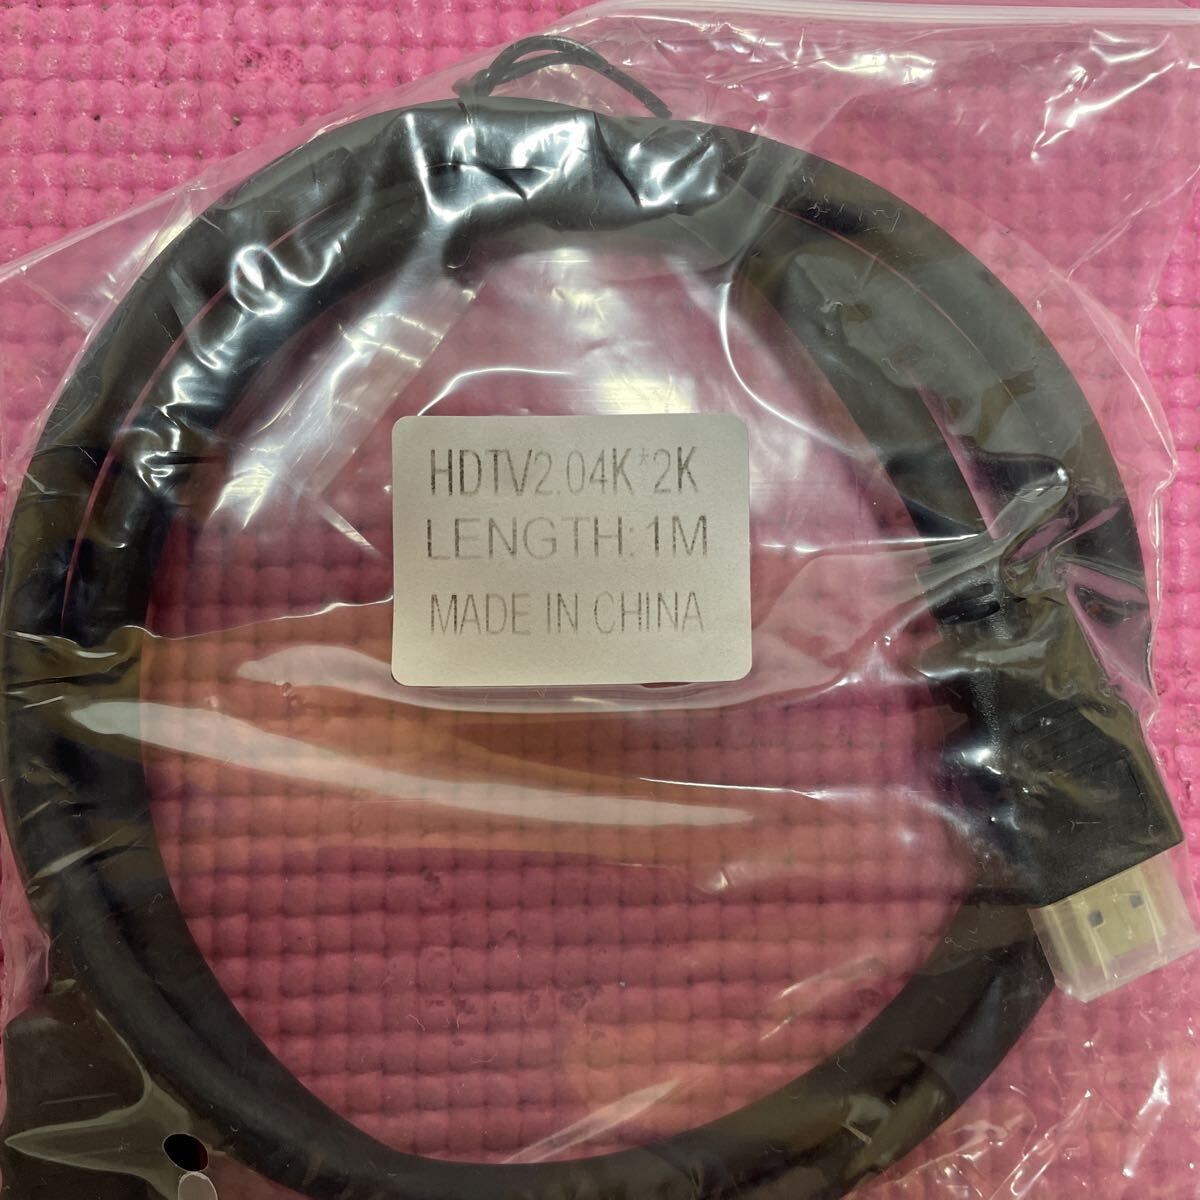 HDTV2.04K*2K
LENGTH:1M
MADE IN CHINA